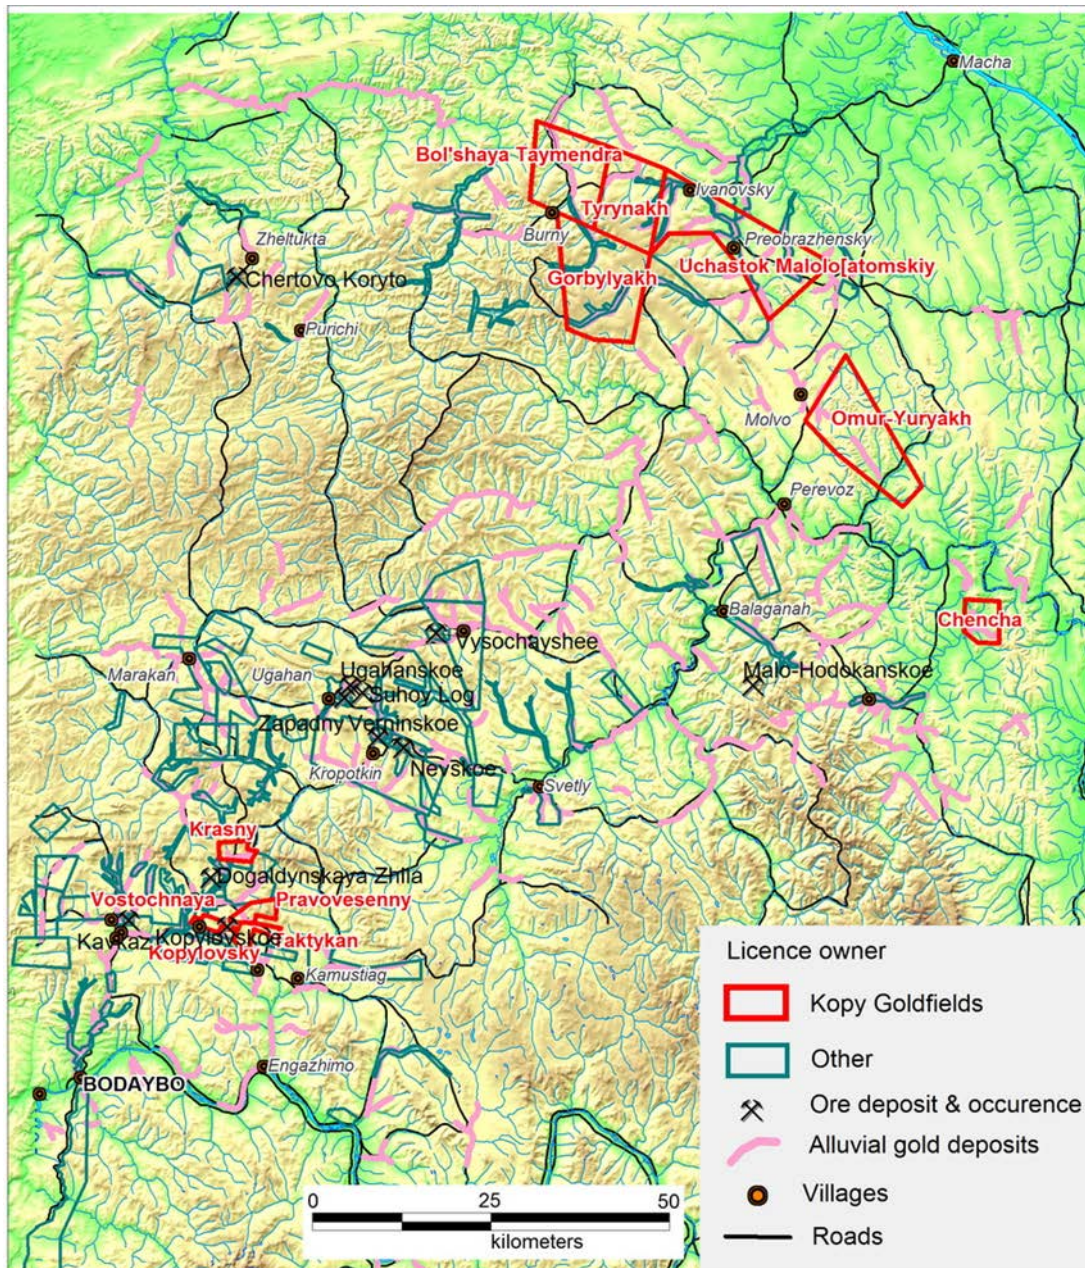 Macha
Bol'shaya Taymendra
Ivanovsky
Tyrynakh
Burny
Preobrazhensky
Zheltukta
Uchastok Malolo[atomskiy
Gorbylyakh
Chertovo Koryto
Purichi
Molvo
Omur-Yuryakh
Perevoz
Balaganah
Chencha
Vysochayshee
Marakan
Ugahan
Ugahanskoe
Malo-Hodokanskoe
Suhoy Log
Zapadny Verninskoe
Kropotkin
Nevskoe
Svetly
Krasny
Dogaldynskaya Zhila
Vostochnaya
Pravovesenny
Kavkaz
Kopylovskoe
Taktykan
Kopylovsky
Kamustiag
Engazhimo
BODAYBO
Licence owner
Kopy Goldfields
Other
Ore deposit & occurence
Alluvial gold deposits
Villages
Roads
0 25 50
kilometers